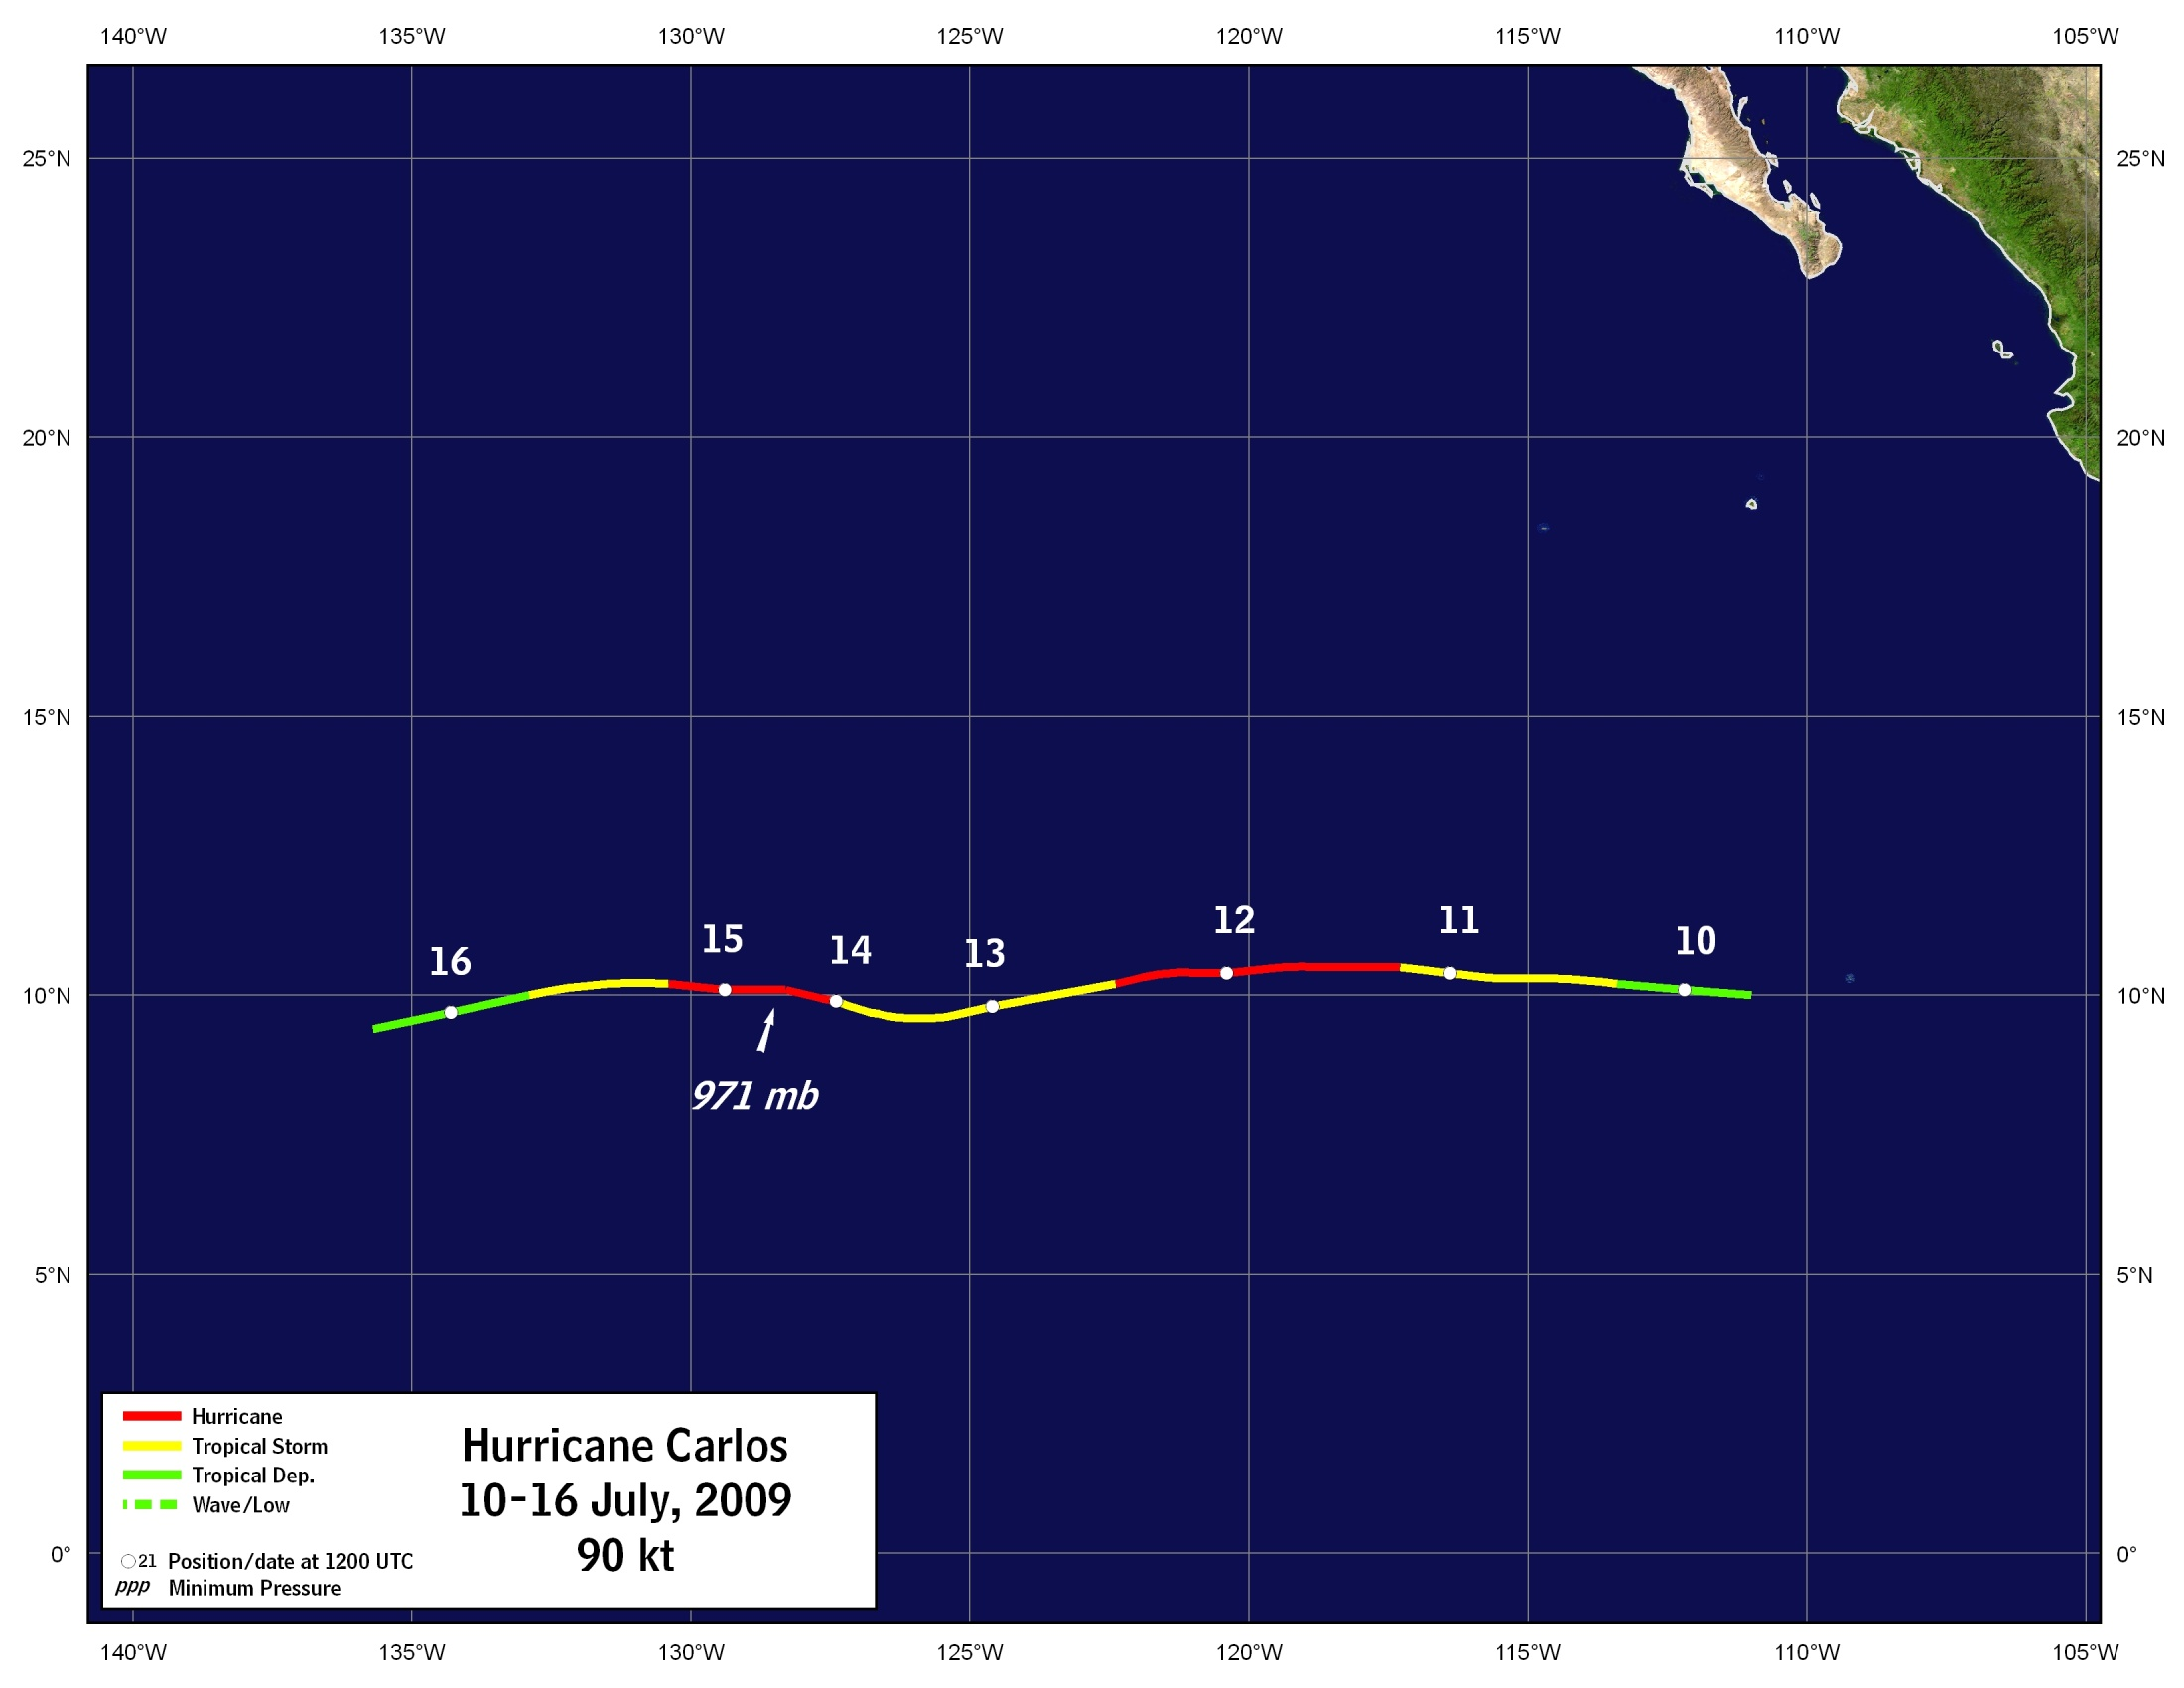 140°W 135°W 130°W 125°W 120°W 115°W 110°W 105°W
25°N 25°N
20°N 20°N
15°N 15°N
16 15 14 13 12 11 10
10°N 10°N
971 mb
5°N 5°N
Hurricane
Tropical Storm
Tropical Dep.
Wave/Low
21 Position/date at 1200 UTC
ppp Minimum Pressure
Hurricane Carlos
10-16 July, 2009
90 kt
0° 0°
140°W 135°W 130°W 125°W 120°W 115°W 110°W 105°W